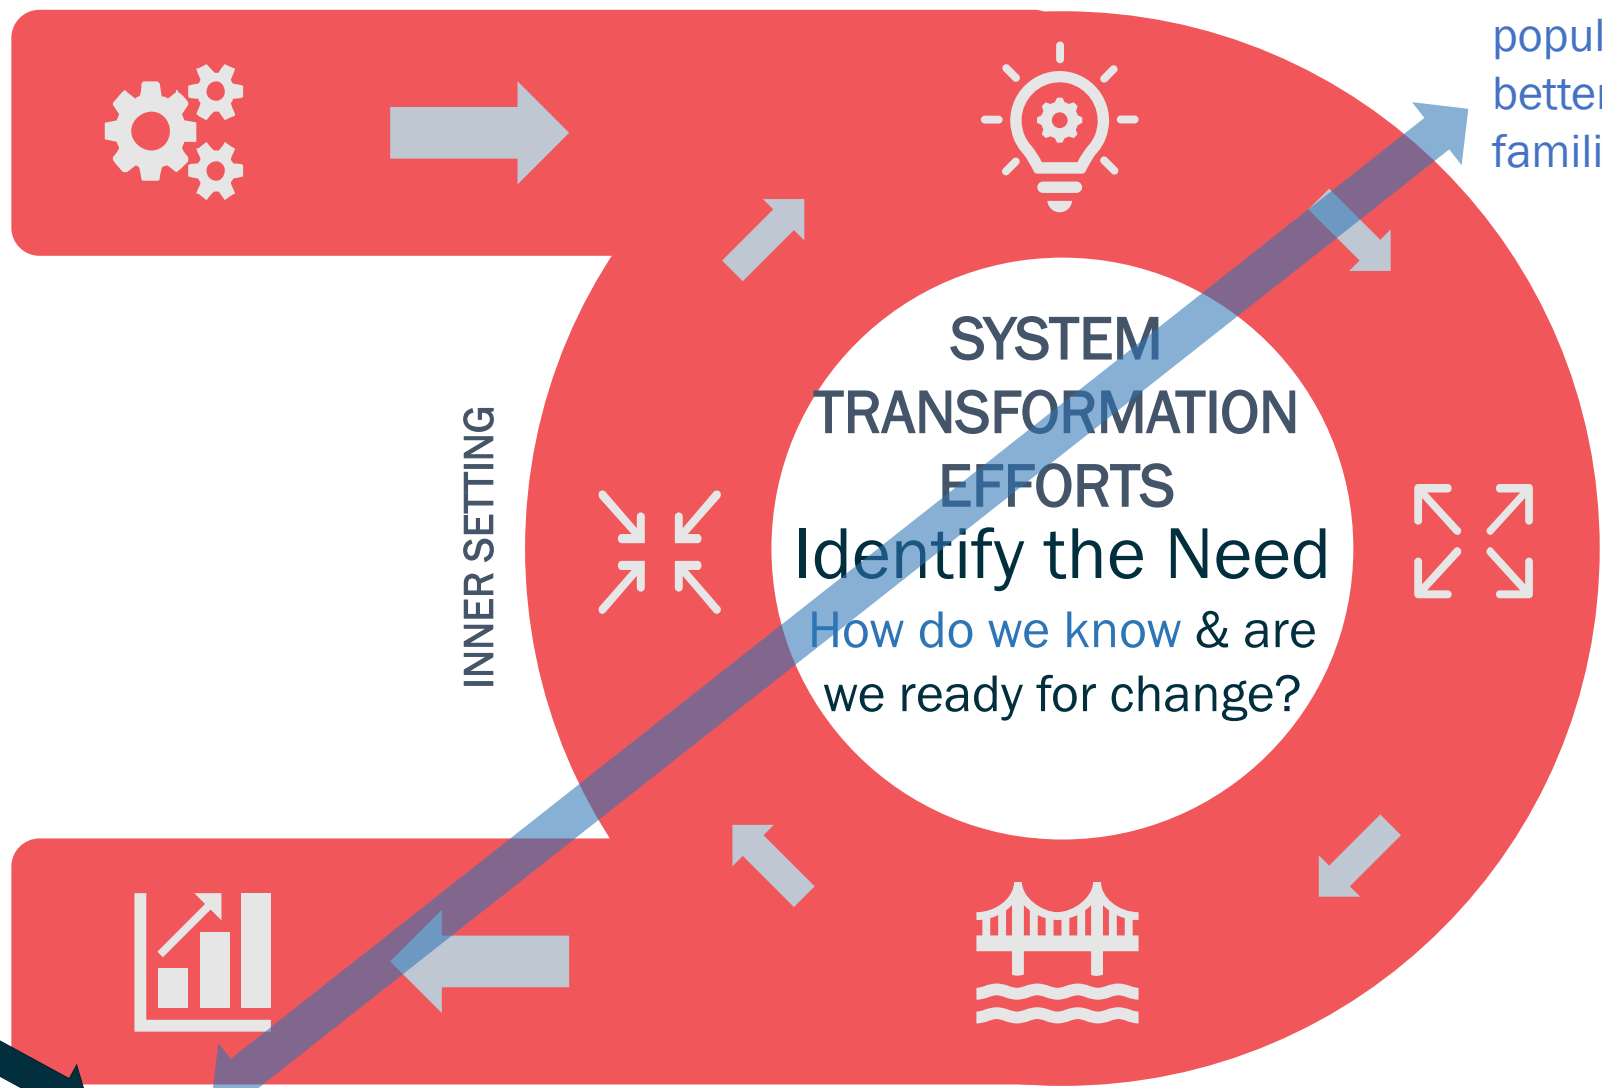 INNER SETTING
SYSTEM
TRANSFORMATION
EFFORTS
Identify the Need
How do we know & are
we ready for change?